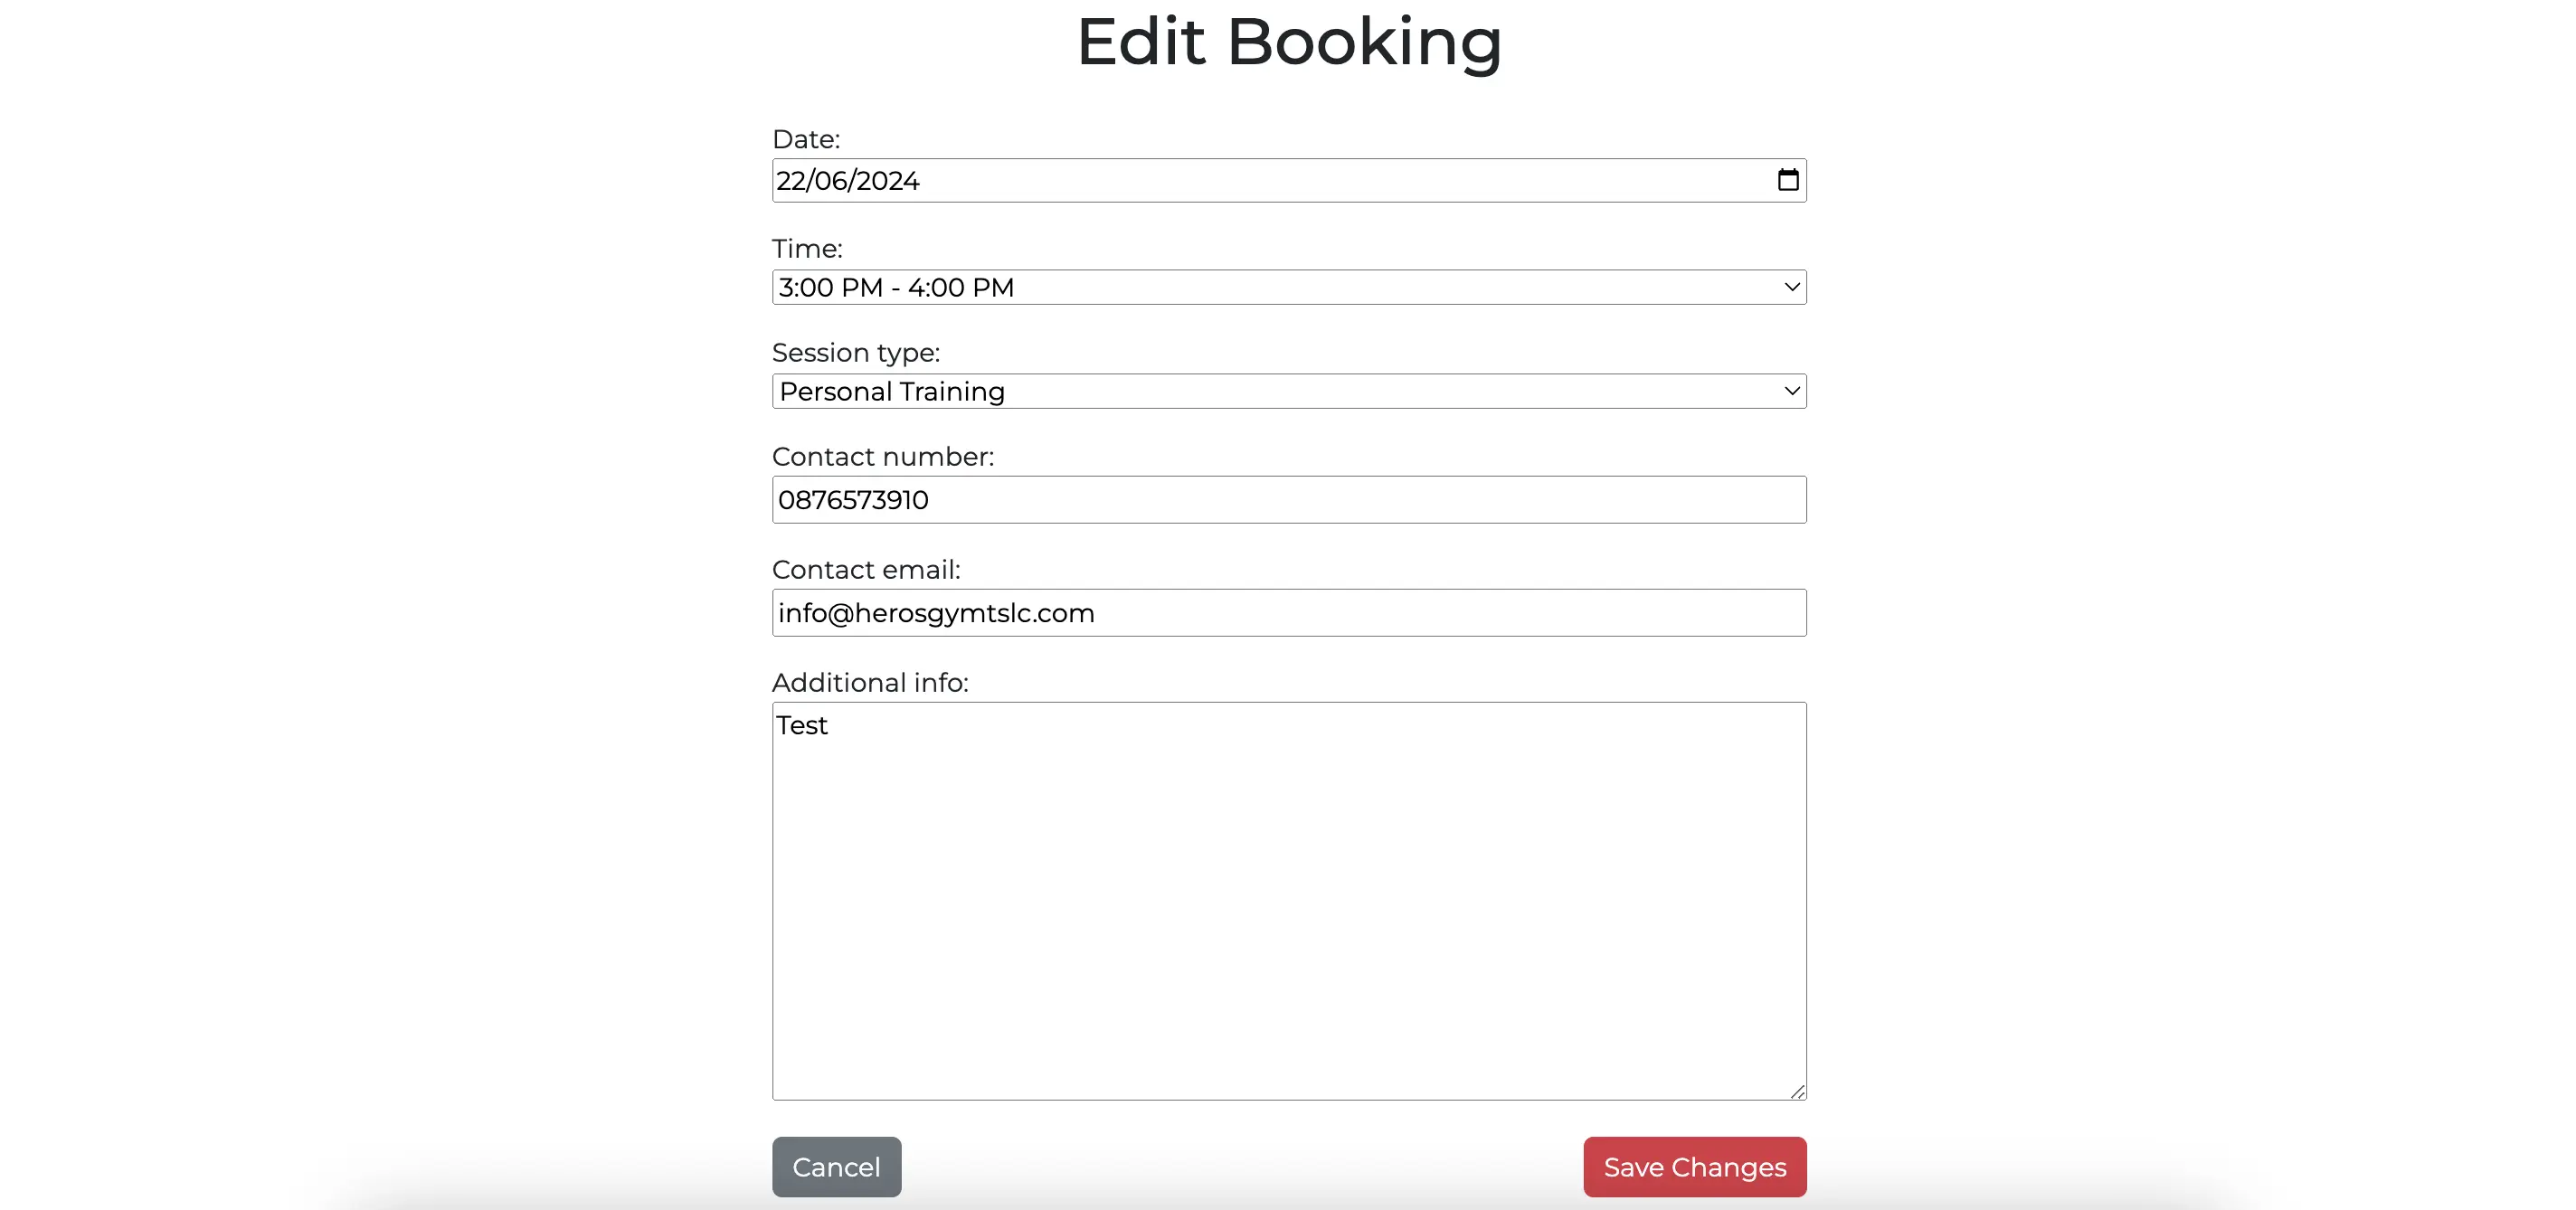 Edit Booking
Date:
22/06/2024
Time:
3:00 PM - 4:00 PM
Session type:
Personal Training
Contact number:
0876573910
Contact email:
info@herosgymtslc.com
Additional info:
Test
Cancel
Save Changes